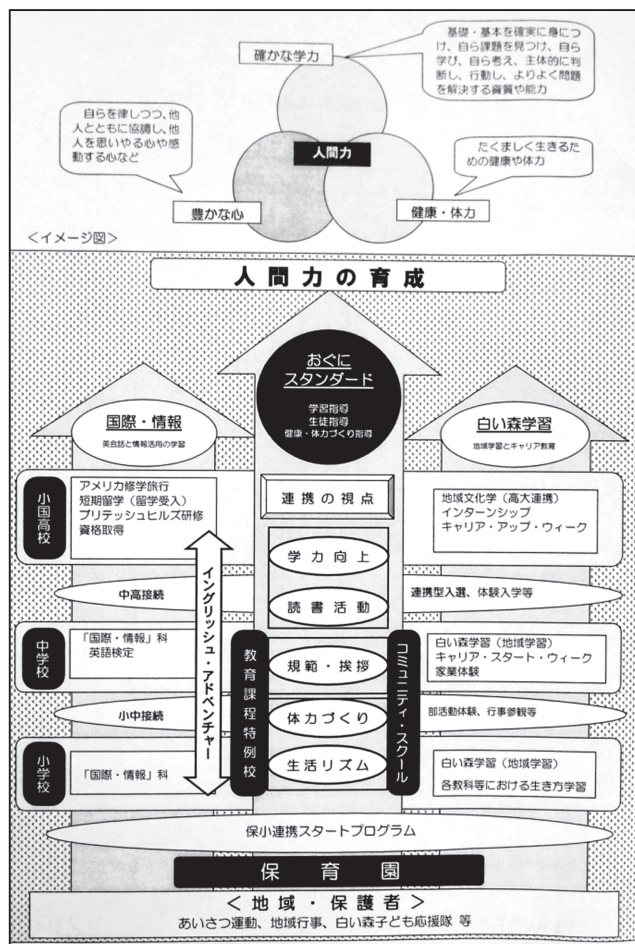 確かな学力
基礎・基本を確実に身につ
け、自ら課題を見つけ、自ら
学び、自ら考え、主体的に判
断し、行動し、よりよく問題
を解決する資質や能力
自らを律しつつ、他
人とともに協調し、他
人を思いやる心や感
動する心など
人間力
たくましく生きるた
めの健康や体力
豊かな心
健康・体力
＜イメージ図＞
人間力の育成
おぐに
スタンダード
学習指導
生徒指導
健康・体力づくり指導
国際・情報
英会話と情報活用の学習
白い森学習
地域学習とキャリア教育
小国高校
アメリカ修学旅行
短期留学（留学受入）
ブリテッシュヒルズ研修
資格取得
連携の視点
地域文化学（高大連携）
インターンシップ
キャリア・アップ・ウィーク
学力向上
中高接続
連携型入選、体験入学等
読書活動
イングリッシュ・アドベンチャー
中学校
「国際・情報」科
英語検定
教育課程特例校
規範・挨拶
コミュニティ・スクール
白い森学習（地域学習）
キャリア・スタート・ウィーク
家業体験
小中接続
体力づくり
部活動体験、行事参観等
小学校
「国際・情報」科
生活リズム
白い森学習（地域学習）
各教科等における生き方学習
保小連携スタートプログラム
保育園
＜地域・保護者＞
あいさつ運動、地域行事、白い森子ども応援隊 等